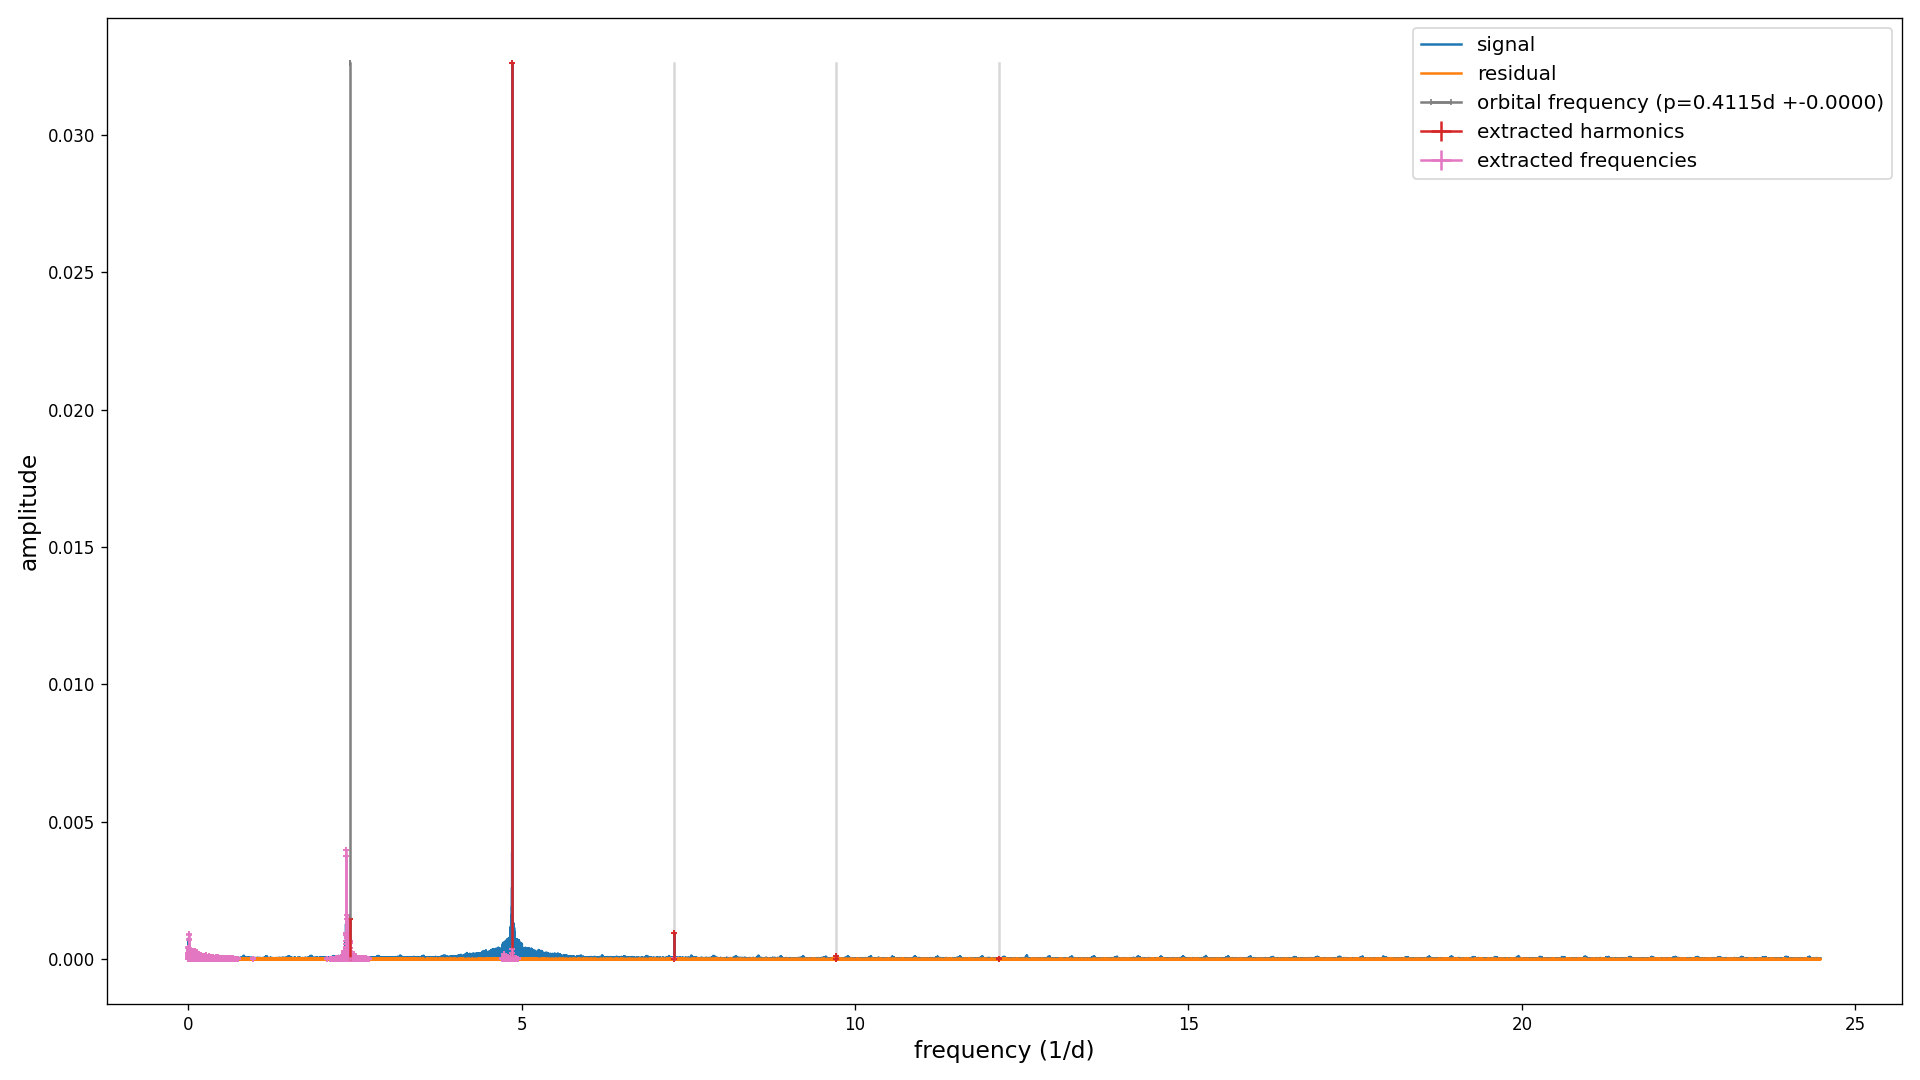 signal
residual
orbital frequency (p=0.4115d +-0.0000)
extracted harmonics
extracted frequencies
0.030
0.025
0.020
0.015
0.010
0.005
0.000
amplitude
0 5 10 15 20 25
frequency (1/d)